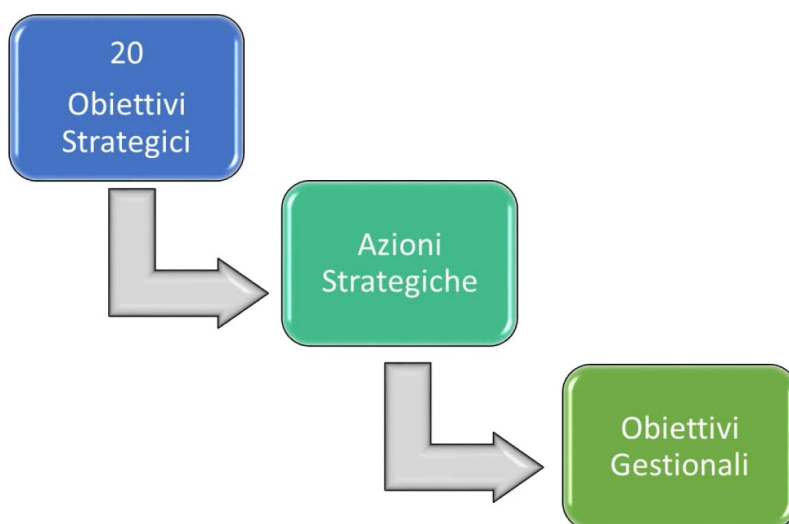 20
Obiettivi
Strategici
Azioni
Strategiche
Obiettivi
Gestionali